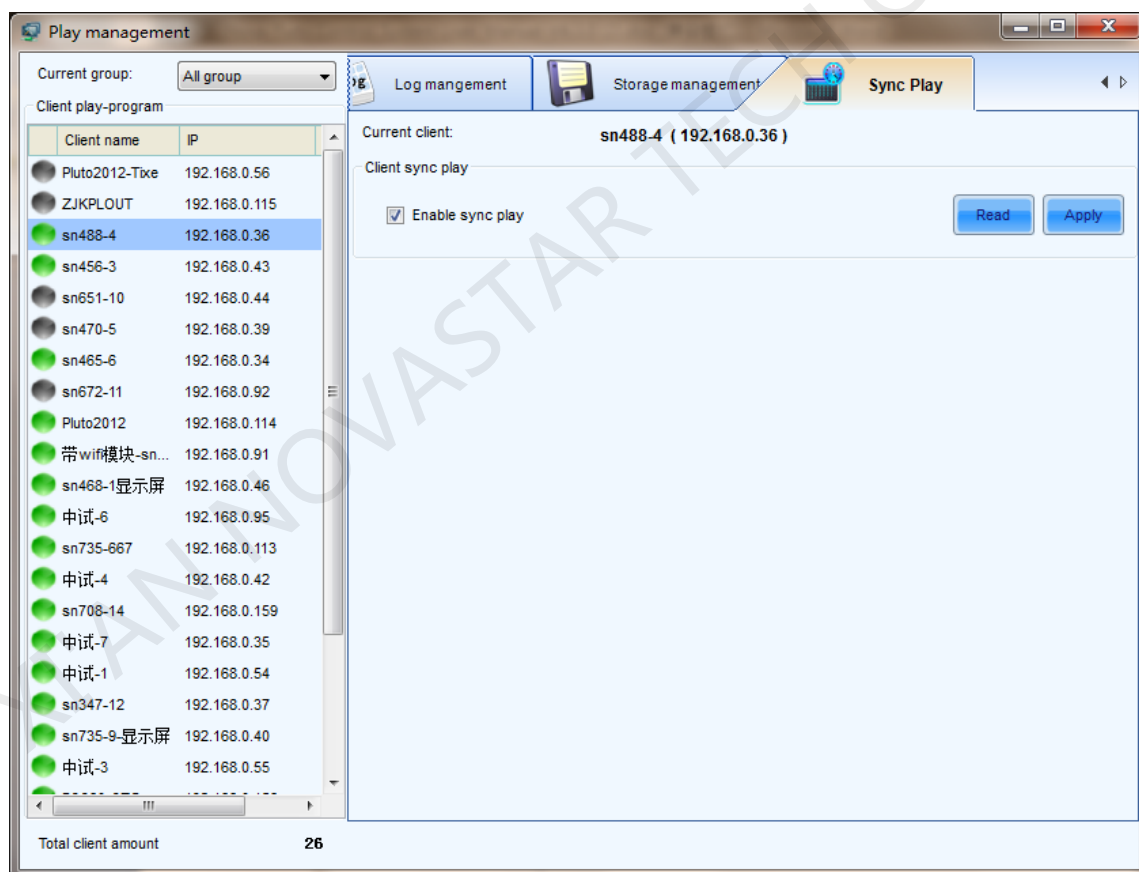 Play management
Current group: All group
Client play-program
Client name IP
Pluto2012-Tixe 192.168.0.56
ZJKPLOUT 192.168.0.115
sn488-4 192.168.0.36
sn456-3 192.168.0.43
sn651-10 192.168.0.44
sn470-5 192.168.0.39
sn465-6 192.168.0.34
sn672-11 192.168.0.92
Pluto2012 192.168.0.114
带wifi模块-sn... 192.168.0.91
sn468-1显示屏 192.168.0.46
中试-6 192.168.0.95
sn735-667 192.168.0.113
中试-4 192.168.0.42
sn708-14 192.168.0.159
中试-7 192.168.0.35
中试-1 192.168.0.54
sn347-12 192.168.0.37
sn735-9-显示屏 192.168.0.40
中试-3 192.168.0.55
Total client amount 26
Log mangement Storage management Sync Play
Current client: sn488-4 ( 192.168.0.36 )
Client sync play
Enable sync play Read Apply
XIAN NOVASTAR TECH